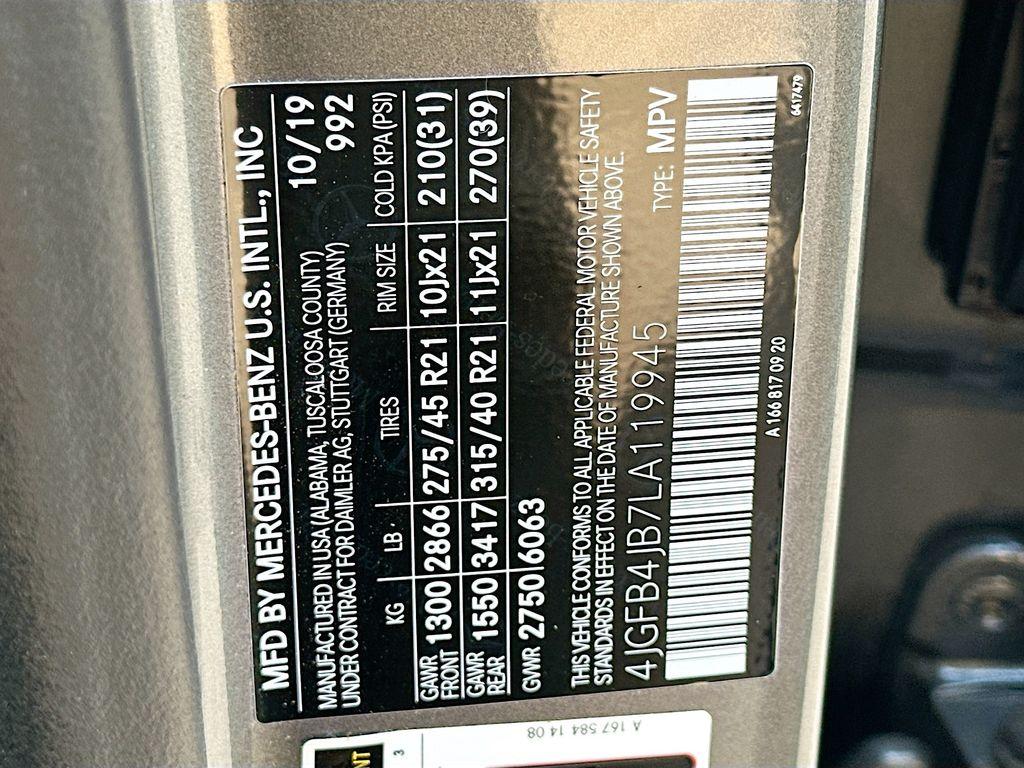 MFD BY MERCEDES-BENZ U.S. INTL., INC
MANUFACTURED IN USA (ALABAMA, TUSCALOOSA COUNTY) 10/19
UNDER CONTRACT FOR DAIMLER AG, STUTTGART (GERMANY) 992
KG LB. TIRES RIM SIZE COLD KPA(PSI)
GAWR FRONT 1300 2866 275/45 R21 10Jx21 210(31)
GAWR REAR 1550 3417 315/40 R21 11Jx21 270(39)
GVWR 2750 6063
THIS VEHICLE CONFORMS TO ALL APPLICABLE FEDERAL MOTOR VEHICLE SAFETY
STANDARDS IN EFFECT ON THE DATE OF MANUFACTURE SHOWN ABOVE.
4JGFB4JB7LA119945 TYPE: MPV
A 166 817 09 20 6417479
A 167 584 14 08
3